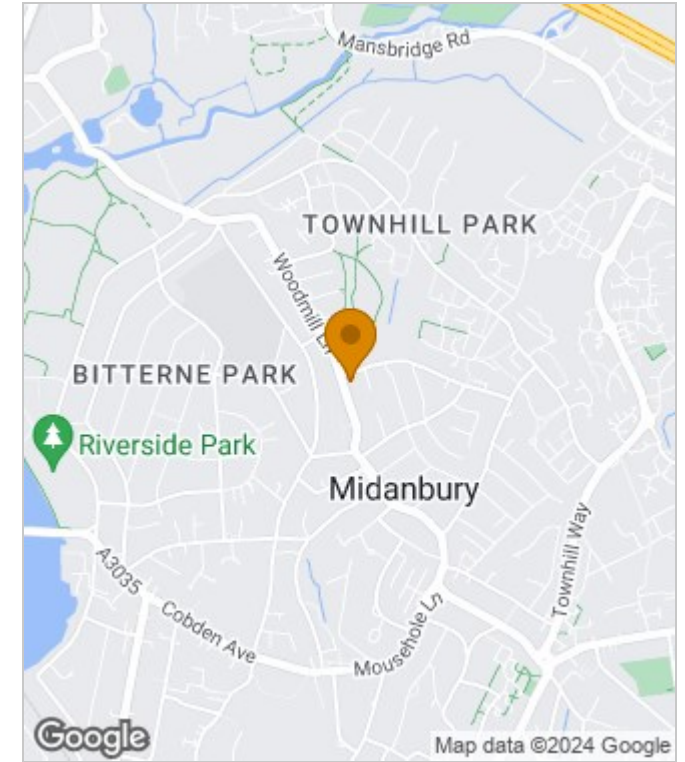 Mansbridge Rd
TOWNHILL PARK
Woodmill Ln
BITTERNE PARK
Riverside Park
Midanbury
Townhill Way
A3035
Cobden Ave
Mousehole Ln
Google
Map data ©2024 Google